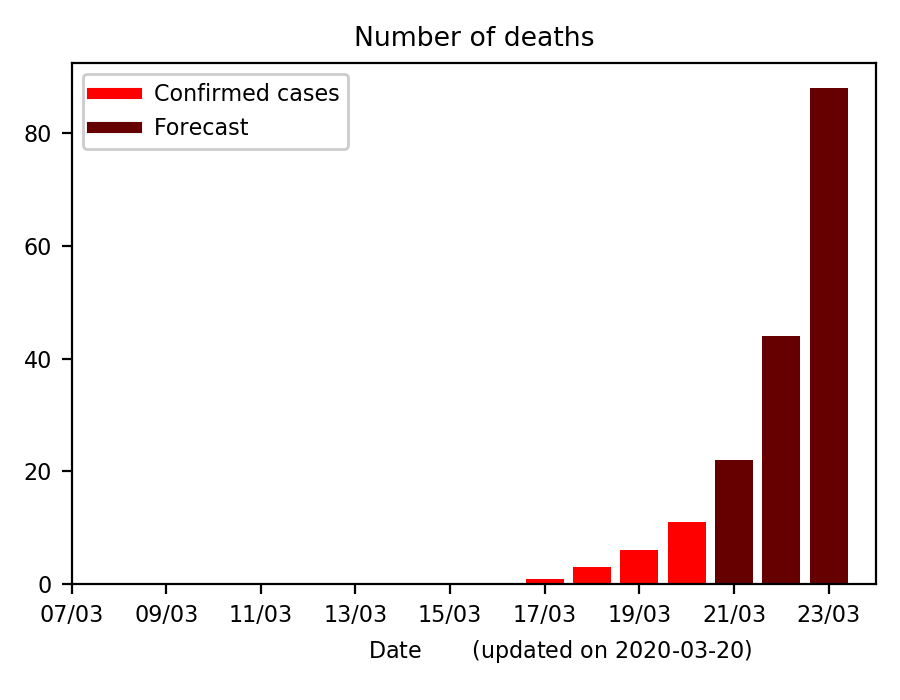 Number of deaths
Confirmed cases
Forecast
80
60
40
20
0
07/03 09/03 11/03 13/03 15/03 17/03 19/03 21/03 23/03
Date (updated on 2020-03-20)